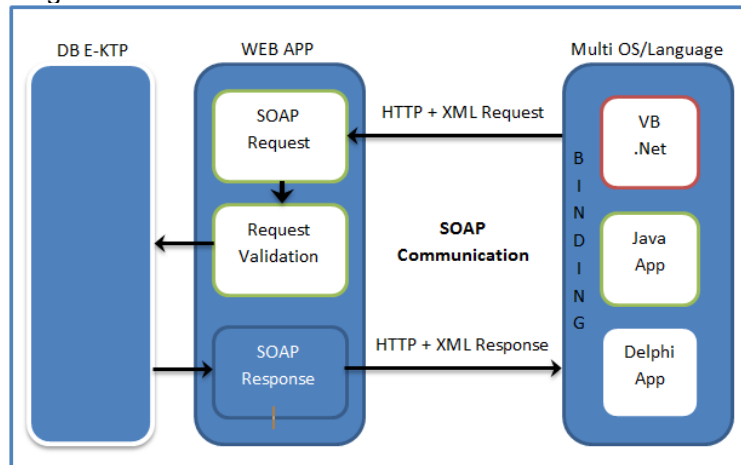 DB E-KTP
WEB APP
Multi OS/Language
SOAP
Request
HTTP + XML Request
VB
.Net
Request
Validation
SOAP
Communication
B
I
N
D
I
N
G
Java
App
SOAP
Response
HTTP + XML Response
Delphi
App